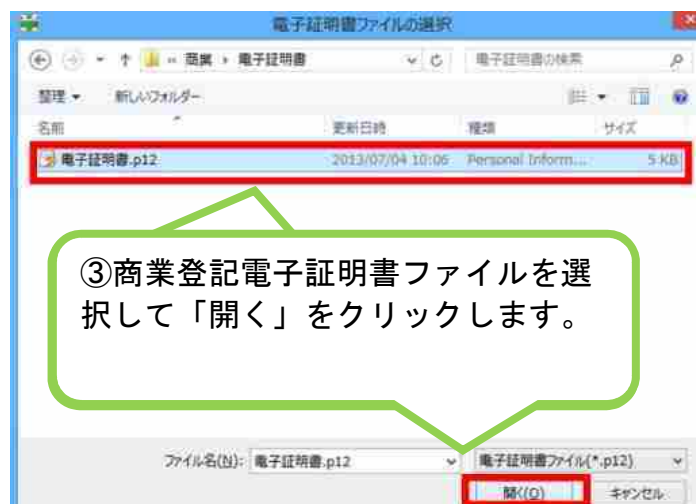 電子証明書ファイルの選択
« 商業 › 電子証明書
電子証明書の検索
整理 新しいフォルダー
名前 更新日時 種類 サイズ
電子証明書.p12 2013/07/04 10:06 Personal Inform... 5 KB
③商業登記電子証明書ファイルを選
択して「開く」をクリックします。
ファイル名(N): 電子証明書.p12 電子証明書ファイル(*.p12)
開く(O) キャンセル